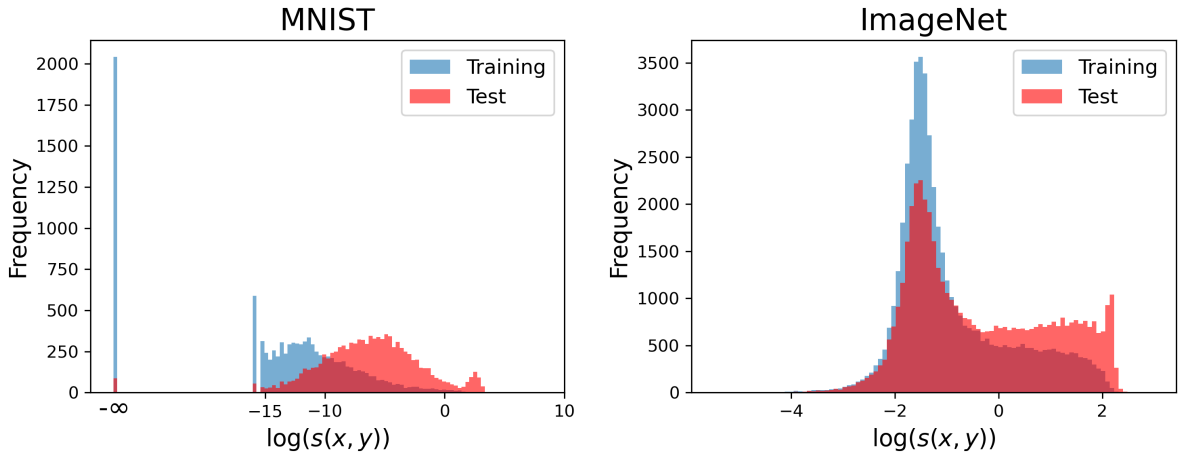 MNIST
Training
Test
Frequency
2000
1750
1500
1250
1000
750
500
250
0
-∞
−15
−10
0
10
log(s(x, y))
ImageNet
Training
Test
Frequency
3500
3000
2500
2000
1500
1000
500
0
−4
−2
0
2
log(s(x, y))